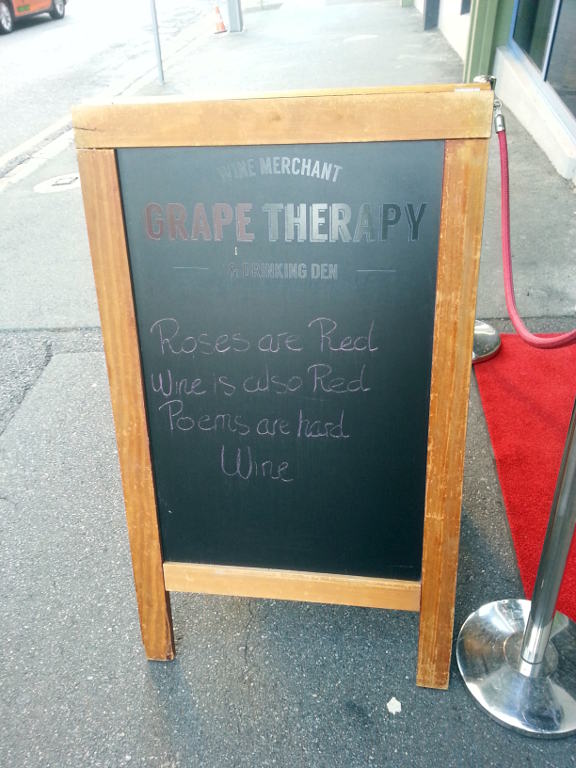 WINE MERCHANT
GRAPE THERAPY
& DRINKING DEN
Roses are Red
Wine is also Red
Poems are hard
Wine